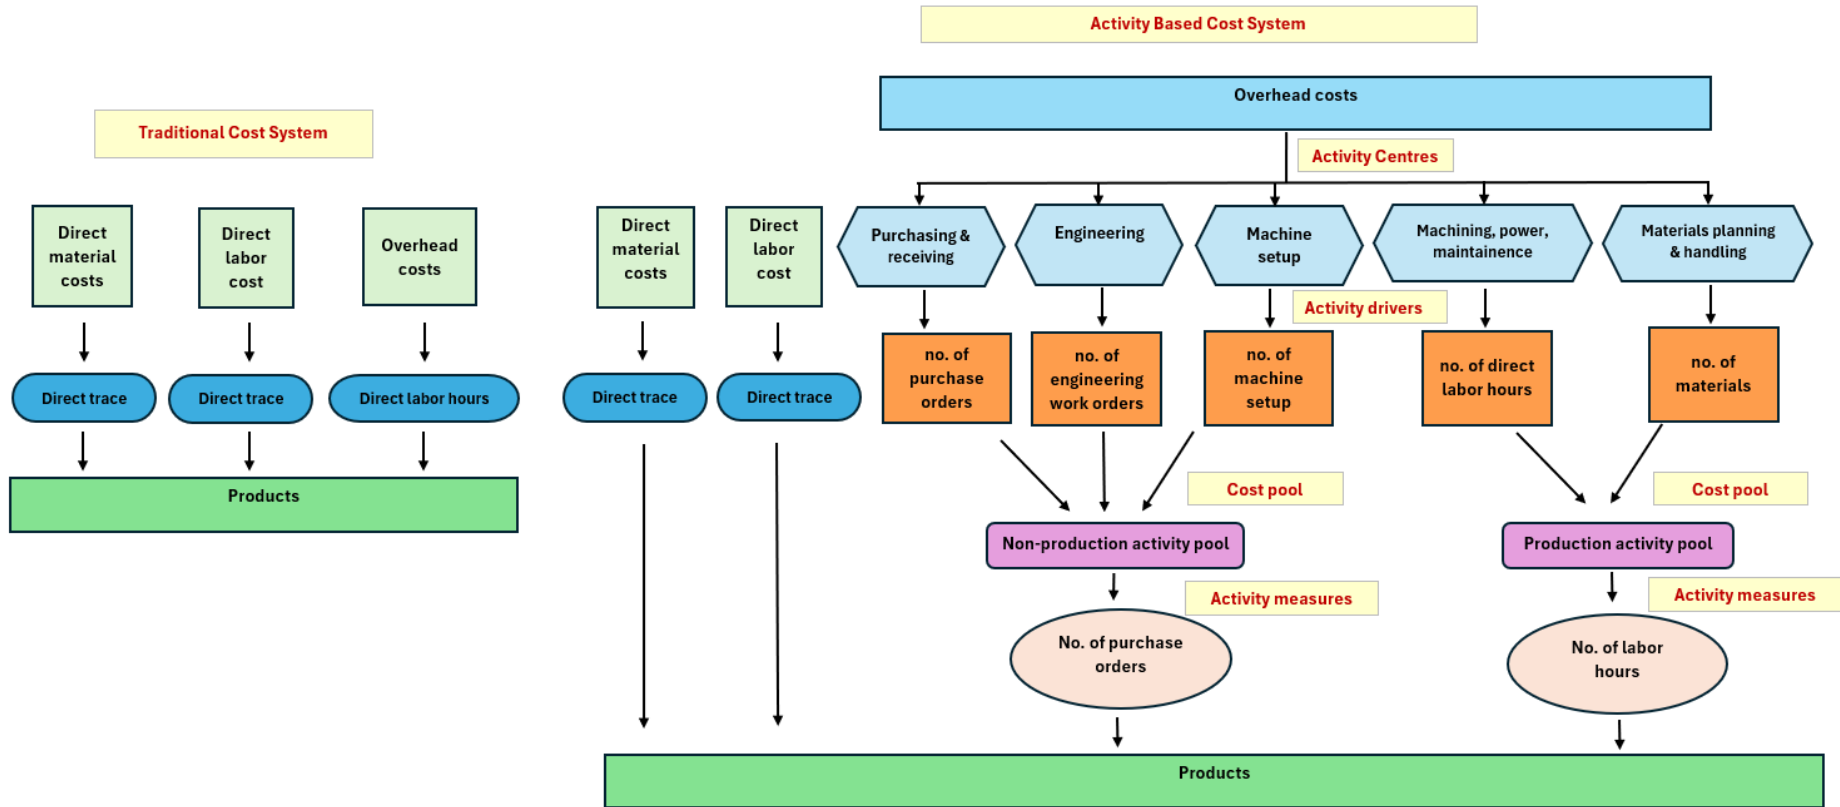 Activity Based Cost System
Overhead costs
Activity Centres
Traditional Cost System
Direct
material
costs
Direct
labor
cost
Overhead
costs
Direct
material
costs
Direct
labor
cost
Purchasing &
receiving
Engineering
Machine
setup
Machining, power,
maintainence
Materials planning
& handling
Activity drivers
Direct trace
Direct trace
Direct labor hours
Direct trace
Direct trace
no. of
purchase
orders
no. of
engineering
work orders
no. of
machine
setup
no. of direct
labor hours
no. of
materials
Products
Cost pool
Cost pool
Non-production activity pool
Production activity pool
Activity measures
Activity measures
No. of purchase
orders
No. of labor
hours
Products